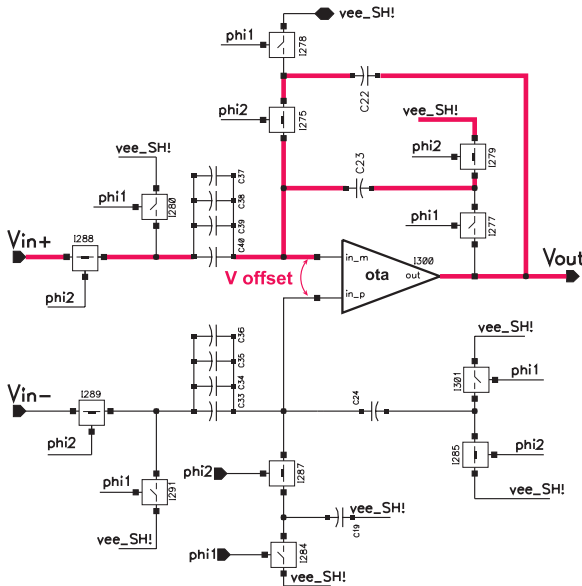 vee_SH!
phi1
I278
C22
phi2
I275
vee_SH!
phi2
I279
vee_SH!
C37
C38
C39
C40
C23
phi1
I280
phi1
I277
Vin+
I288
phi2
V offset
in_m
I300
ota
out
in_p
Vout
C36
C35
C34
C33
vee_SH!
I301
phi1
Vin-
I289
phi2
C24
phi2
I285
vee_SH!
phi1
I291
vee_SH!
phi2
I287
vee_SH!
C19
phi1
I284
vee_SH!